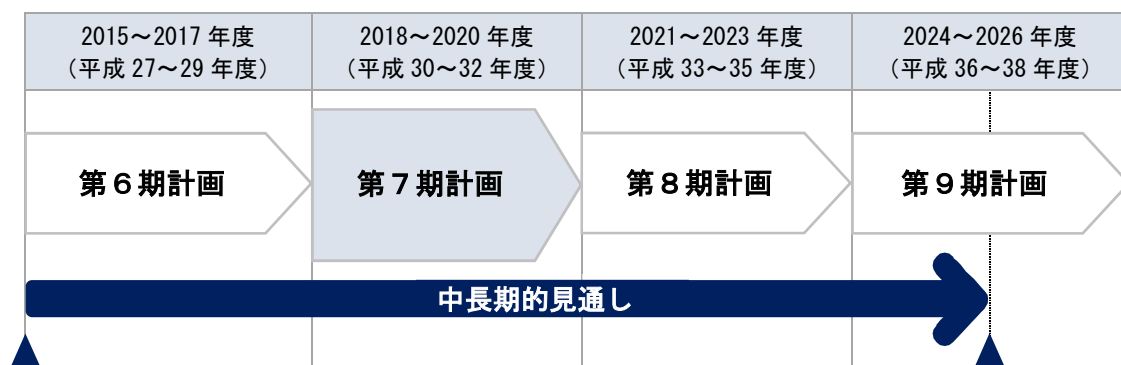 2015～2017 年度
（平成 27～29 年度）
2018～2020 年度
（平成 30～32 年度）
2021～2023 年度
（平成 33～35 年度）
2024～2026 年度
（平成 36～38 年度）
第６期計画
第７期計画
第８期計画
第９期計画
中長期的見通し